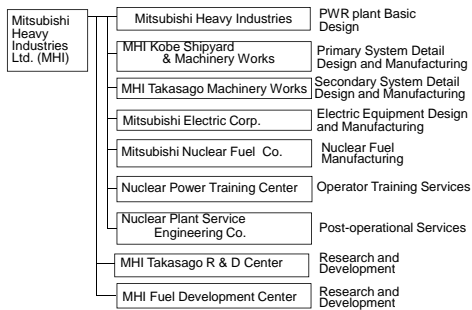 Mitsubishi
Heavy
Industries
Ltd. (MHI)
Mitsubishi Heavy Industries
PWR plant Basic
Design
MHI Kobe Shipyard
& Machinery Works
Primary System Detail
Design and Manufacturing
MHI Takasago Machinery Works
Secondary System Detail
Design and Manufacturing
Mitsubishi Electric Corp.
Electric Equipment Design
and Manufacturing
Mitsubishi Nuclear Fuel Co.
Nuclear Fuel
Manufacturing
Nuclear Power Training Center
Operator Training Services
Nuclear Plant Service
Engineering Co.
Post-operational Services
MHI Takasago R & D Center
Research and
Development
MHI Fuel Development Center
Research and
Development